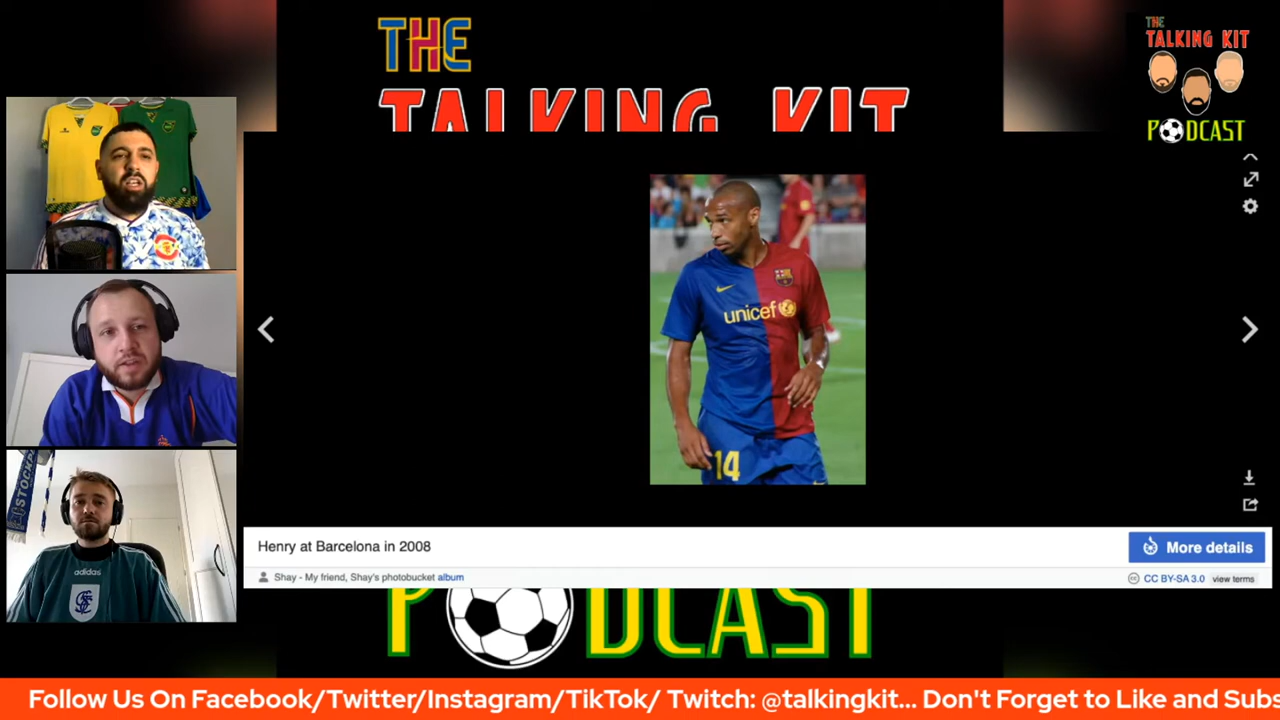 THE
TALKING KIT
THE
TALKING KIT
PODCAST
unicef
14
STOCKPO
adidas
Henry at Barcelona in 2008
More details
Shay - My friend, Shay's photobucket album
CC BY-SA 3.0 view terms
PODCAST
Follow Us On Facebook/Twitter/Instagram/TikTok/ Twitch: @talkingkit... Don't Forget to Like and Subs